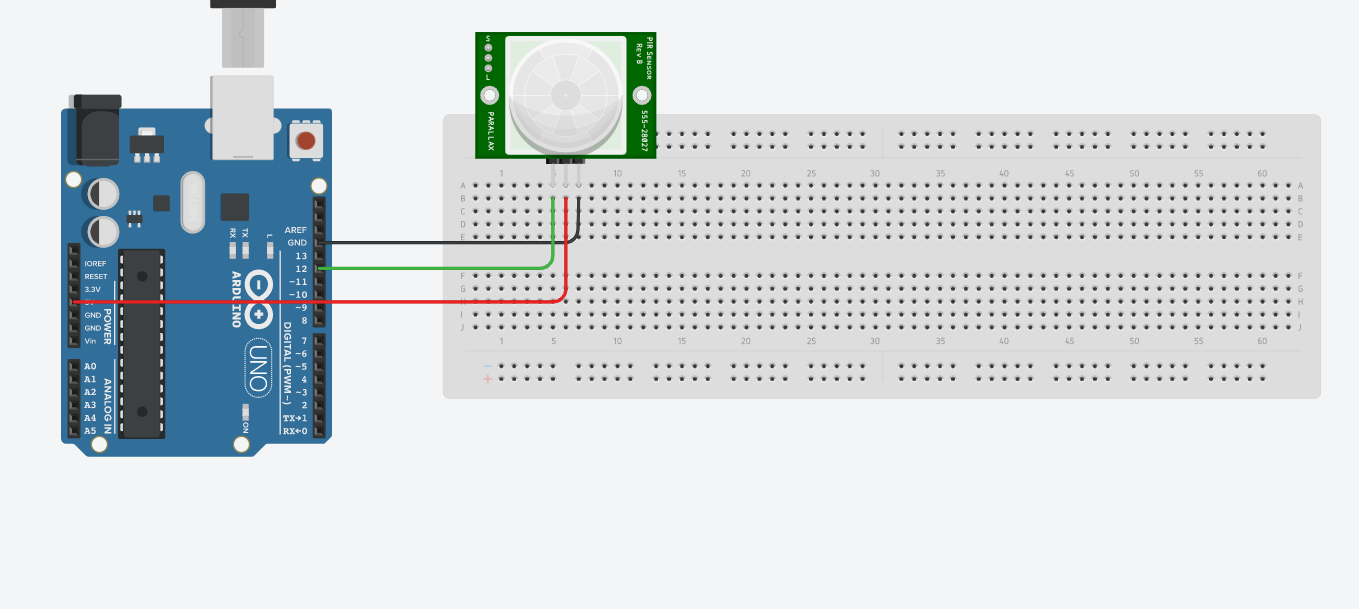 S
L
PARALLAX
PIR SENSOR
REV B
555-28027
AREF
GND
13
12
~11
~10
~9
8
7
~6
~5
4
~3
2
TX→1
RX←0
DIGITAL (PWM~)
RX
TX
L
ARDUINO
UNO
ON
IOREF
RESET
3.3V
5V
GND
GND
Vin
POWER
A0
A1
A2
A3
A4
A5
ANALOG IN
1 5 10 15 20 25 30 35 40 45 50 55 60
A A
B B
C C
D D
E E
F F
G G
H H
I I
J J
1 5 10 15 20 25 30 35 40 45 50 55 60
−
+